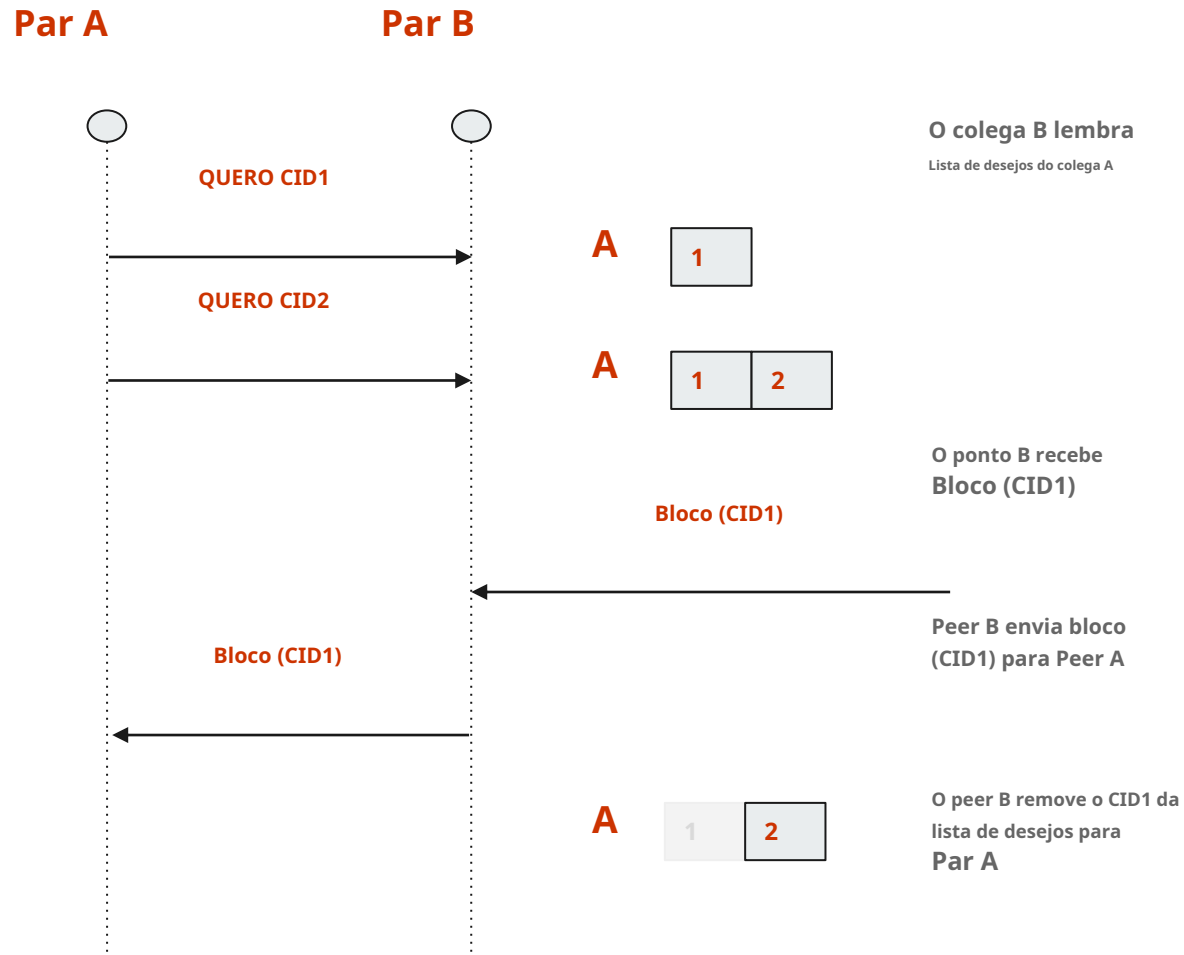 Par A
Par B
O colega B lembra
Lista de desejos do colega A
QUERO CID1
A
1
QUERO CID2
A
1
2
O ponto B recebe
Bloco (CID1)
Bloco (CID1)
Peer B envia bloco
(CID1) para Peer A
Bloco (CID1)
O peer B remove o CID1 da
lista de desejos para
Par A
A
1
2